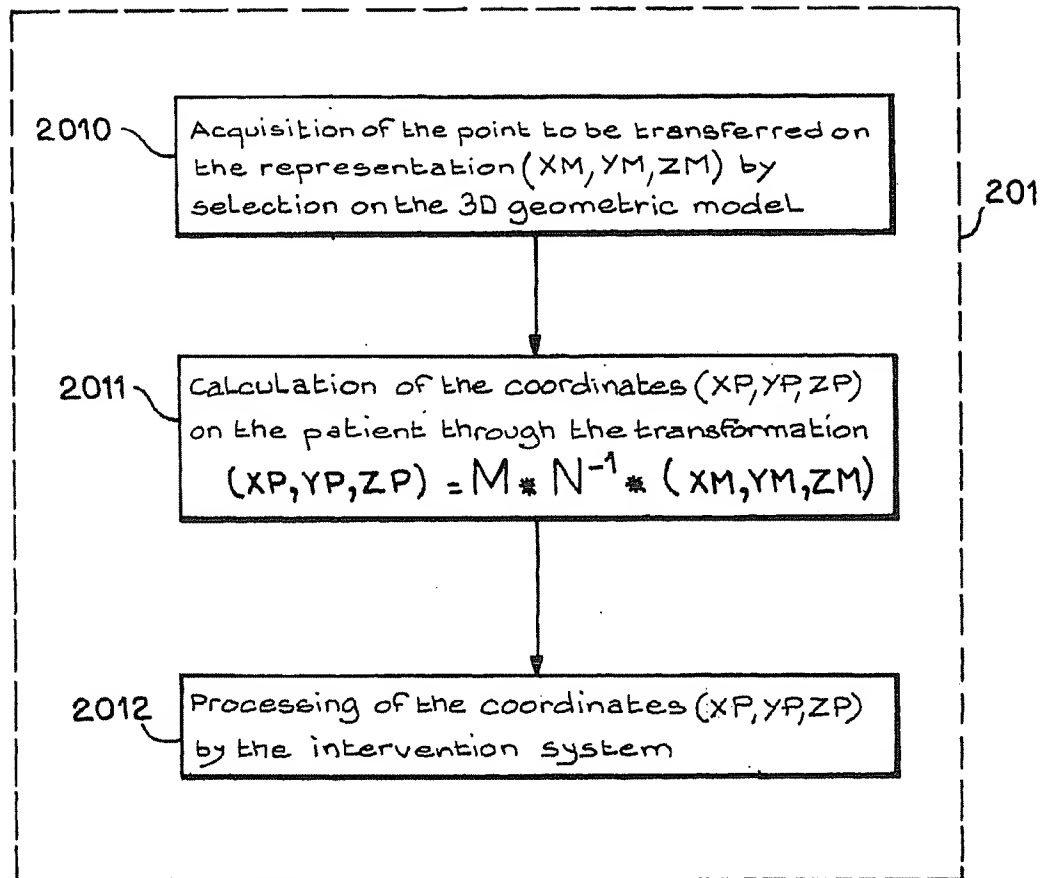 2010
Acquisition of the point to be transferred on
the representation (XM, YM, ZM) by
selection on the 3D geometric model
201
2011
Calculation of the coordinates (XP, YP, ZP)
on the patient through the transformation
(XP, YP, ZP) = M * N⁻¹ * (XM, YM, ZM)
2012
Processing of the coordinates (XP, YP, ZP)
by the intervention system